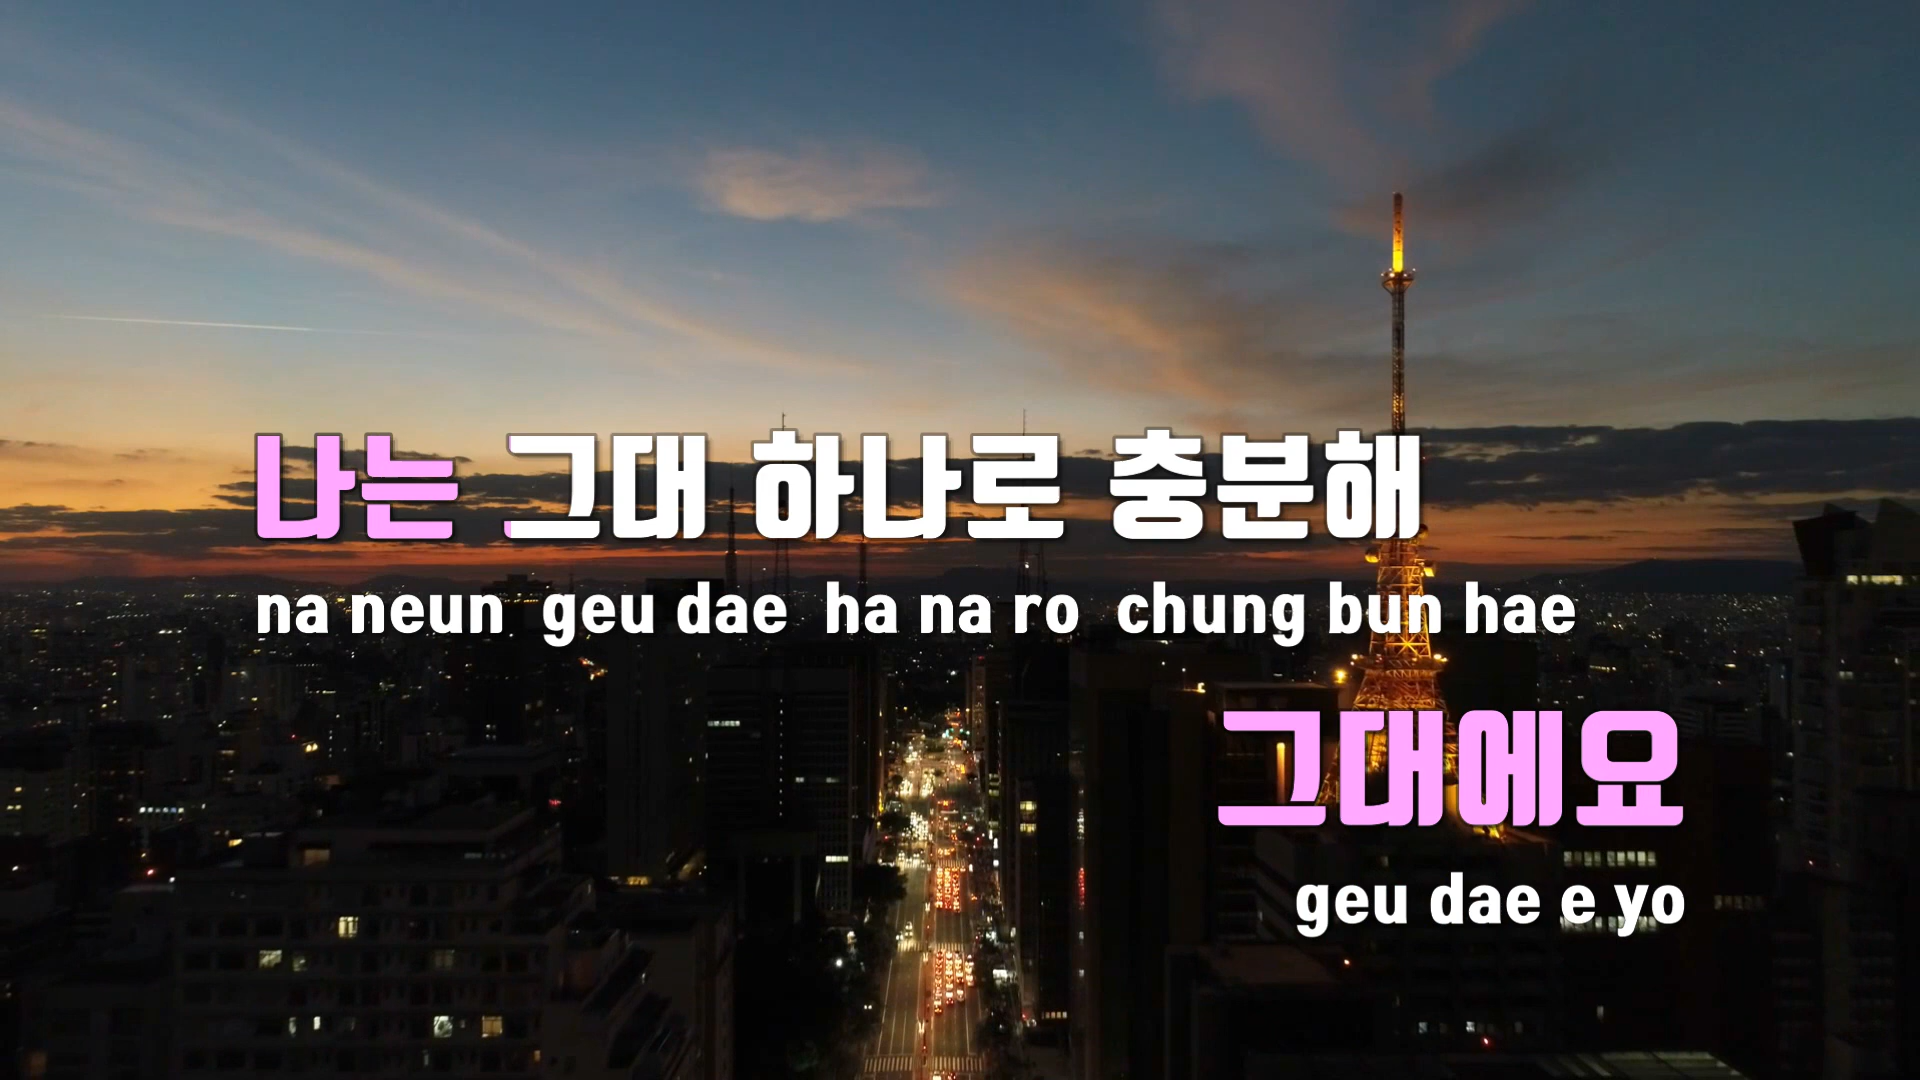 나는 그대 하나로 충분해
na neun geu dae ha na ro chung bun hae
그대에요
geu dae e yo